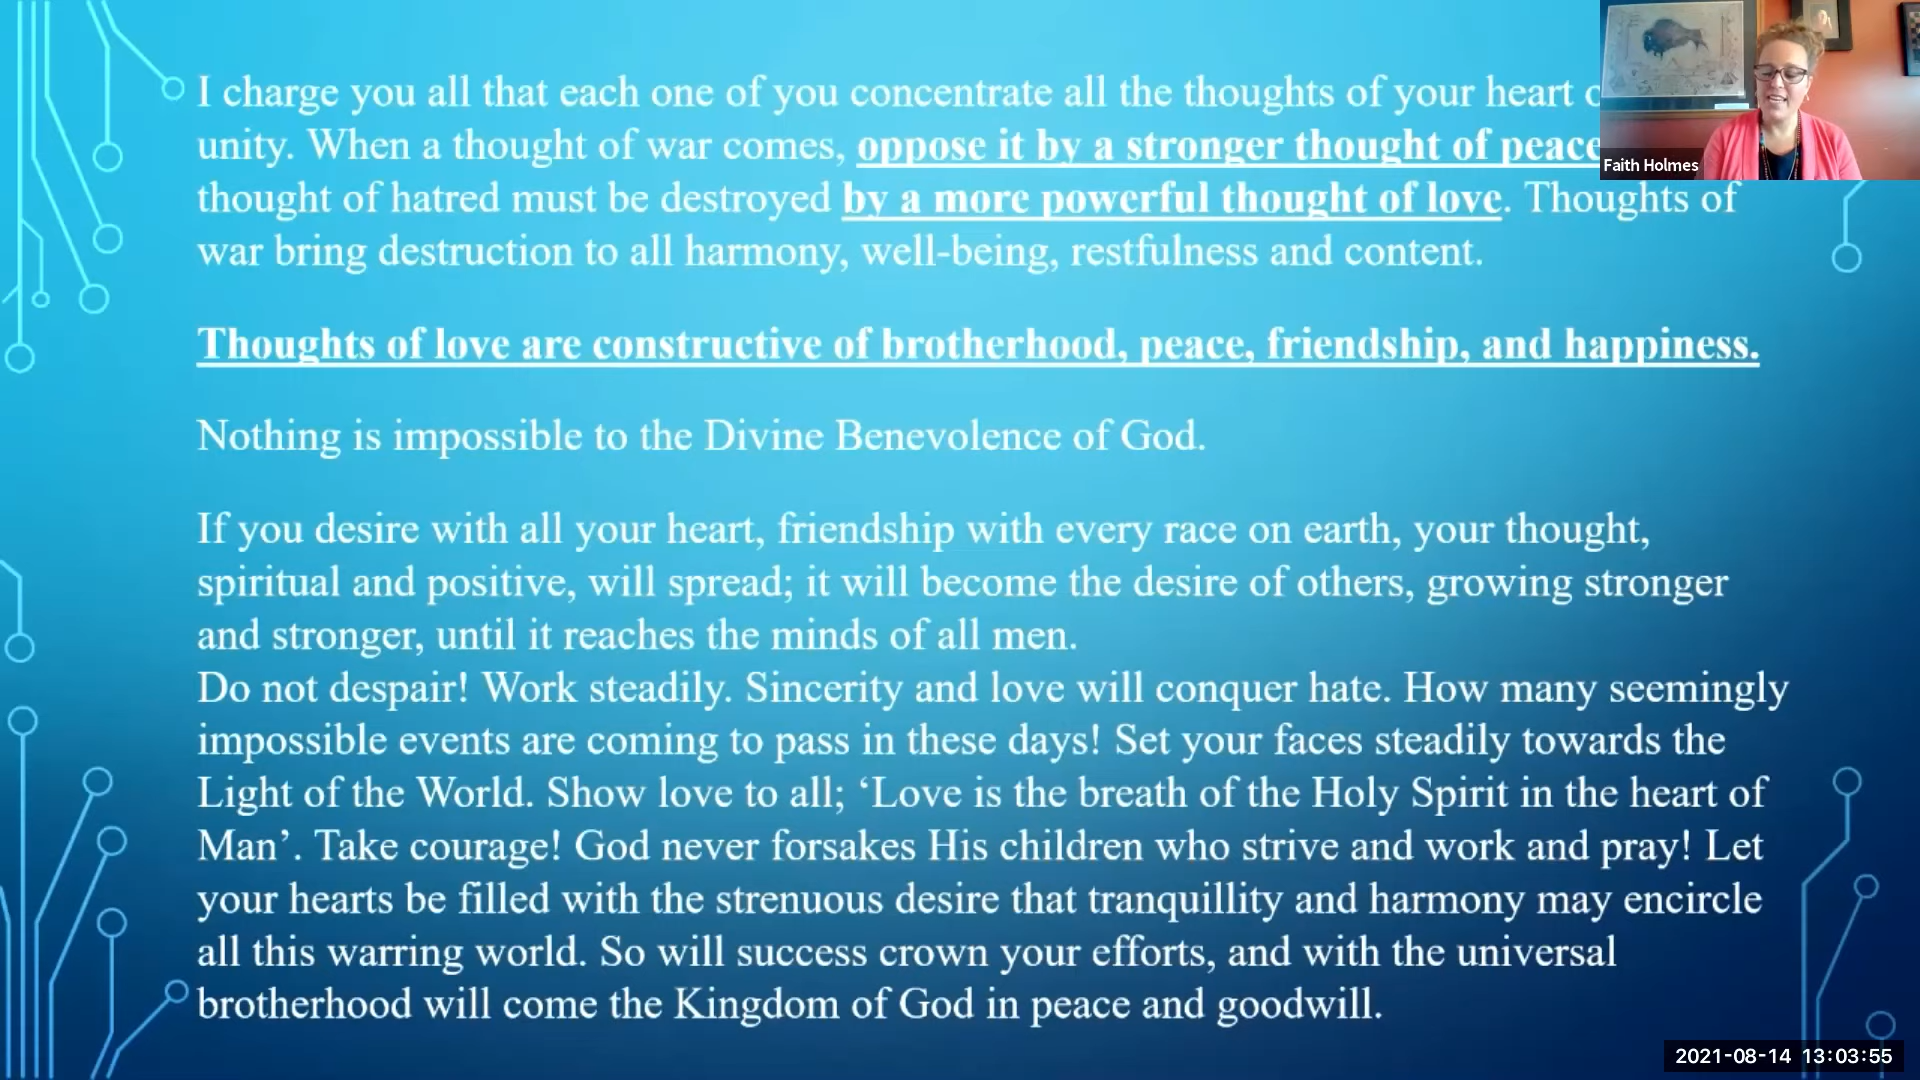 I charge you all that each one of you concentrate all the thoughts of your heart
unity. When a thought of war comes, oppose it by a stronger thought of peace
thought of hatred must be destroyed by a more powerful thought of love. Thoughts of
war bring destruction to all harmony, well-being, restfulness and content.
Thoughts of love are constructive of brotherhood, peace, friendship, and happiness.
Nothing is impossible to the Divine Benevolence of God.
If you desire with all your heart, friendship with every race on earth, your thought,
spiritual and positive, will spread; it will become the desire of others, growing stronger
and stronger, until it reaches the minds of all men.
Do not despair! Work steadily. Sincerity and love will conquer hate. How many seemingly
impossible events are coming to pass in these days! Set your faces steadily towards the
Light of the World. Show love to all; ‘Love is the breath of the Holy Spirit in the heart of
Man’. Take courage! God never forsakes His children who strive and work and pray! Let
your hearts be filled with the strenuous desire that tranquillity and harmony may encircle
all this warring world. So will success crown your efforts, and with the universal
brotherhood will come the Kingdom of God in peace and goodwill.
Faith Holmes
2021-08-14 13:03:55